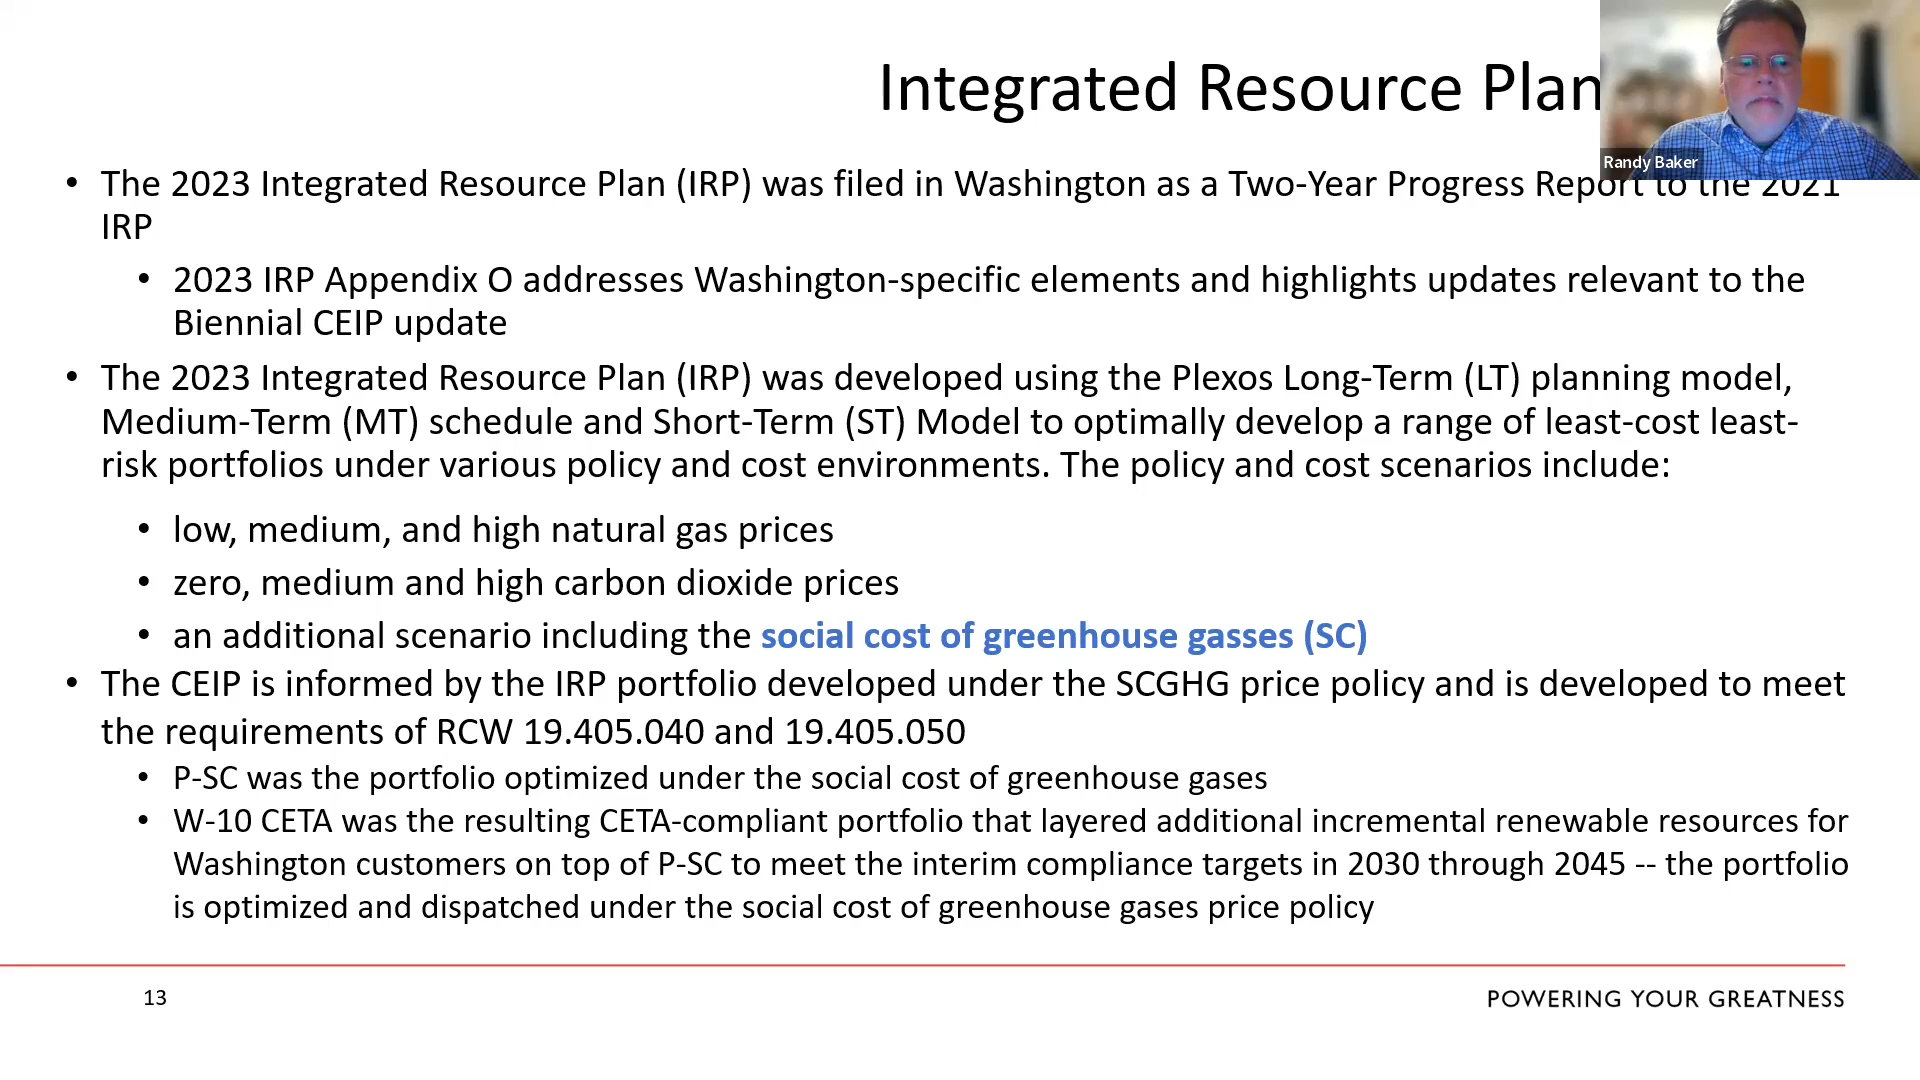 Integrated Resource Plan
Randy Baker
• The 2023 Integrated Resource Plan (IRP) was filed in Washington as a Two-Year Progress Report to the 2021
IRP
• 2023 IRP Appendix O addresses Washington-specific elements and highlights updates relevant to the
Biennial CEIP update
• The 2023 Integrated Resource Plan (IRP) was developed using the Plexos Long-Term (LT) planning model,
Medium-Term (MT) schedule and Short-Term (ST) Model to optimally develop a range of least-cost least-
risk portfolios under various policy and cost environments. The policy and cost scenarios include:
• low, medium, and high natural gas prices
• zero, medium and high carbon dioxide prices
• an additional scenario including the social cost of greenhouse gasses (SC)
• The CEIP is informed by the IRP portfolio developed under the SCGHG price policy and is developed to meet
the requirements of RCW 19.405.040 and 19.405.050
• P-SC was the portfolio optimized under the social cost of greenhouse gases
• W-10 CETA was the resulting CETA-compliant portfolio that layered additional incremental renewable resources for
Washington customers on top of P-SC to meet the interim compliance targets in 2030 through 2045 -- the portfolio
is optimized and dispatched under the social cost of greenhouse gases price policy
13
POWERING YOUR GREATNESS